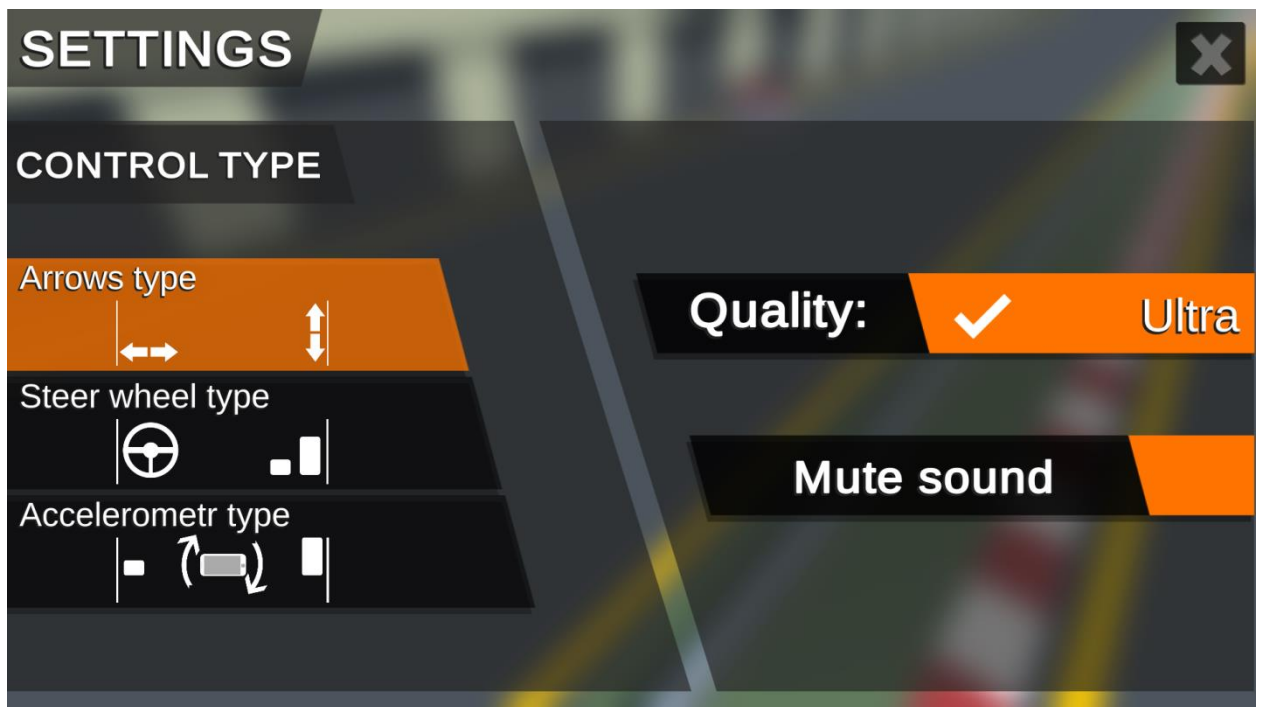 SETTINGS
CONTROL TYPE
Arrows type
Steer wheel type
Accelerometr type
Quality:
Ultra
Mute sound